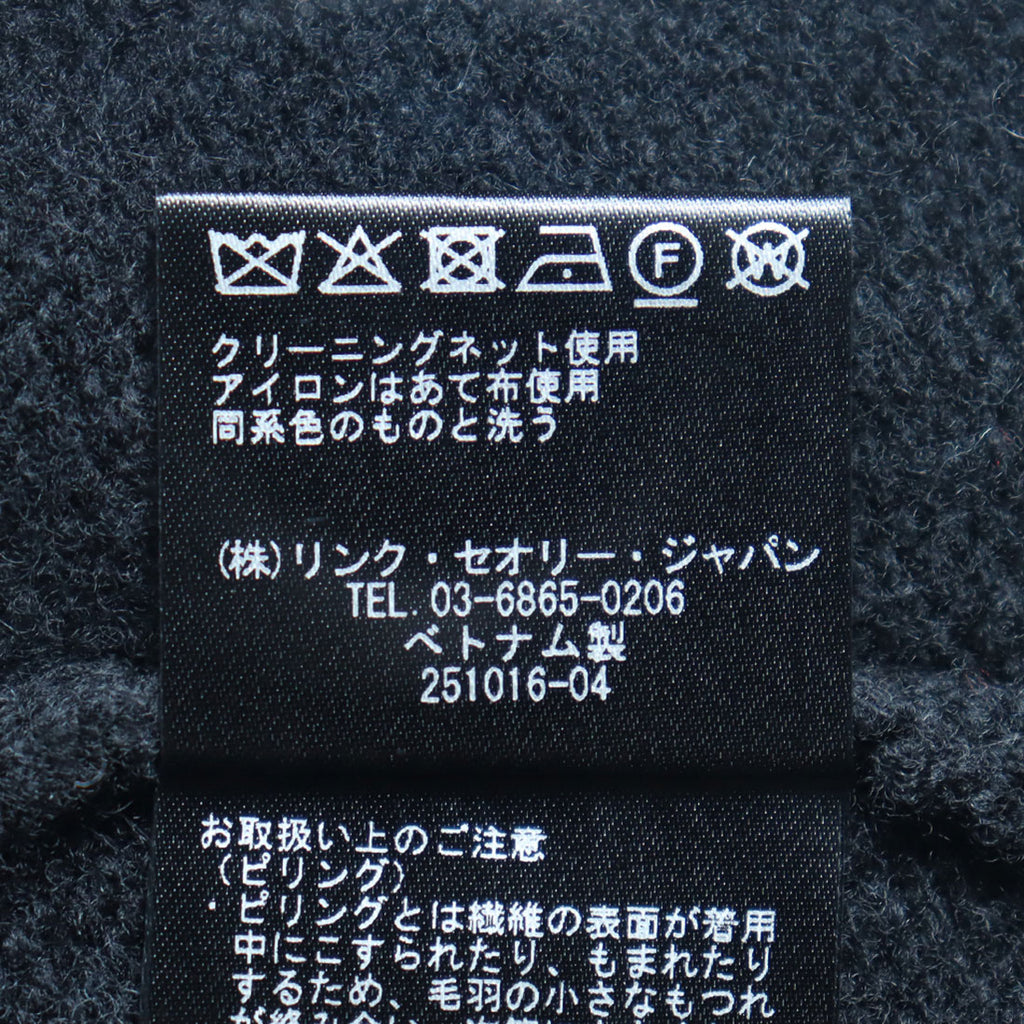 F W
クリーニングネット使用
アイロンはあて布使用
同系色のものと洗う
(株)リンク・セオリー・ジャパン
TEL. 03-6865-0206
ベトナム製
251016-04
お取扱い上のご注意
(ピリング)
・ピリングとは繊維の表面が着用
中にこすられたり、もまれたり
するため、毛羽の小さなもつれ
が絡み合い